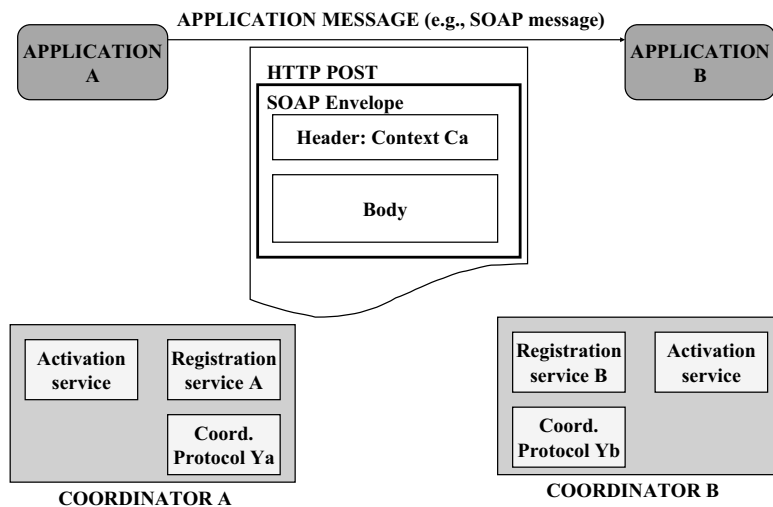 APPLICATION MESSAGE (e.g., SOAP message)
APPLICATION
A
APPLICATION
B
HTTP POST
SOAP Envelope
Header: Context Ca
Body
Activation
service
Registration
service A
Coord.
Protocol Ya
COORDINATOR A
Registration
service B
Activation
service
Coord.
Protocol Yb
COORDINATOR B